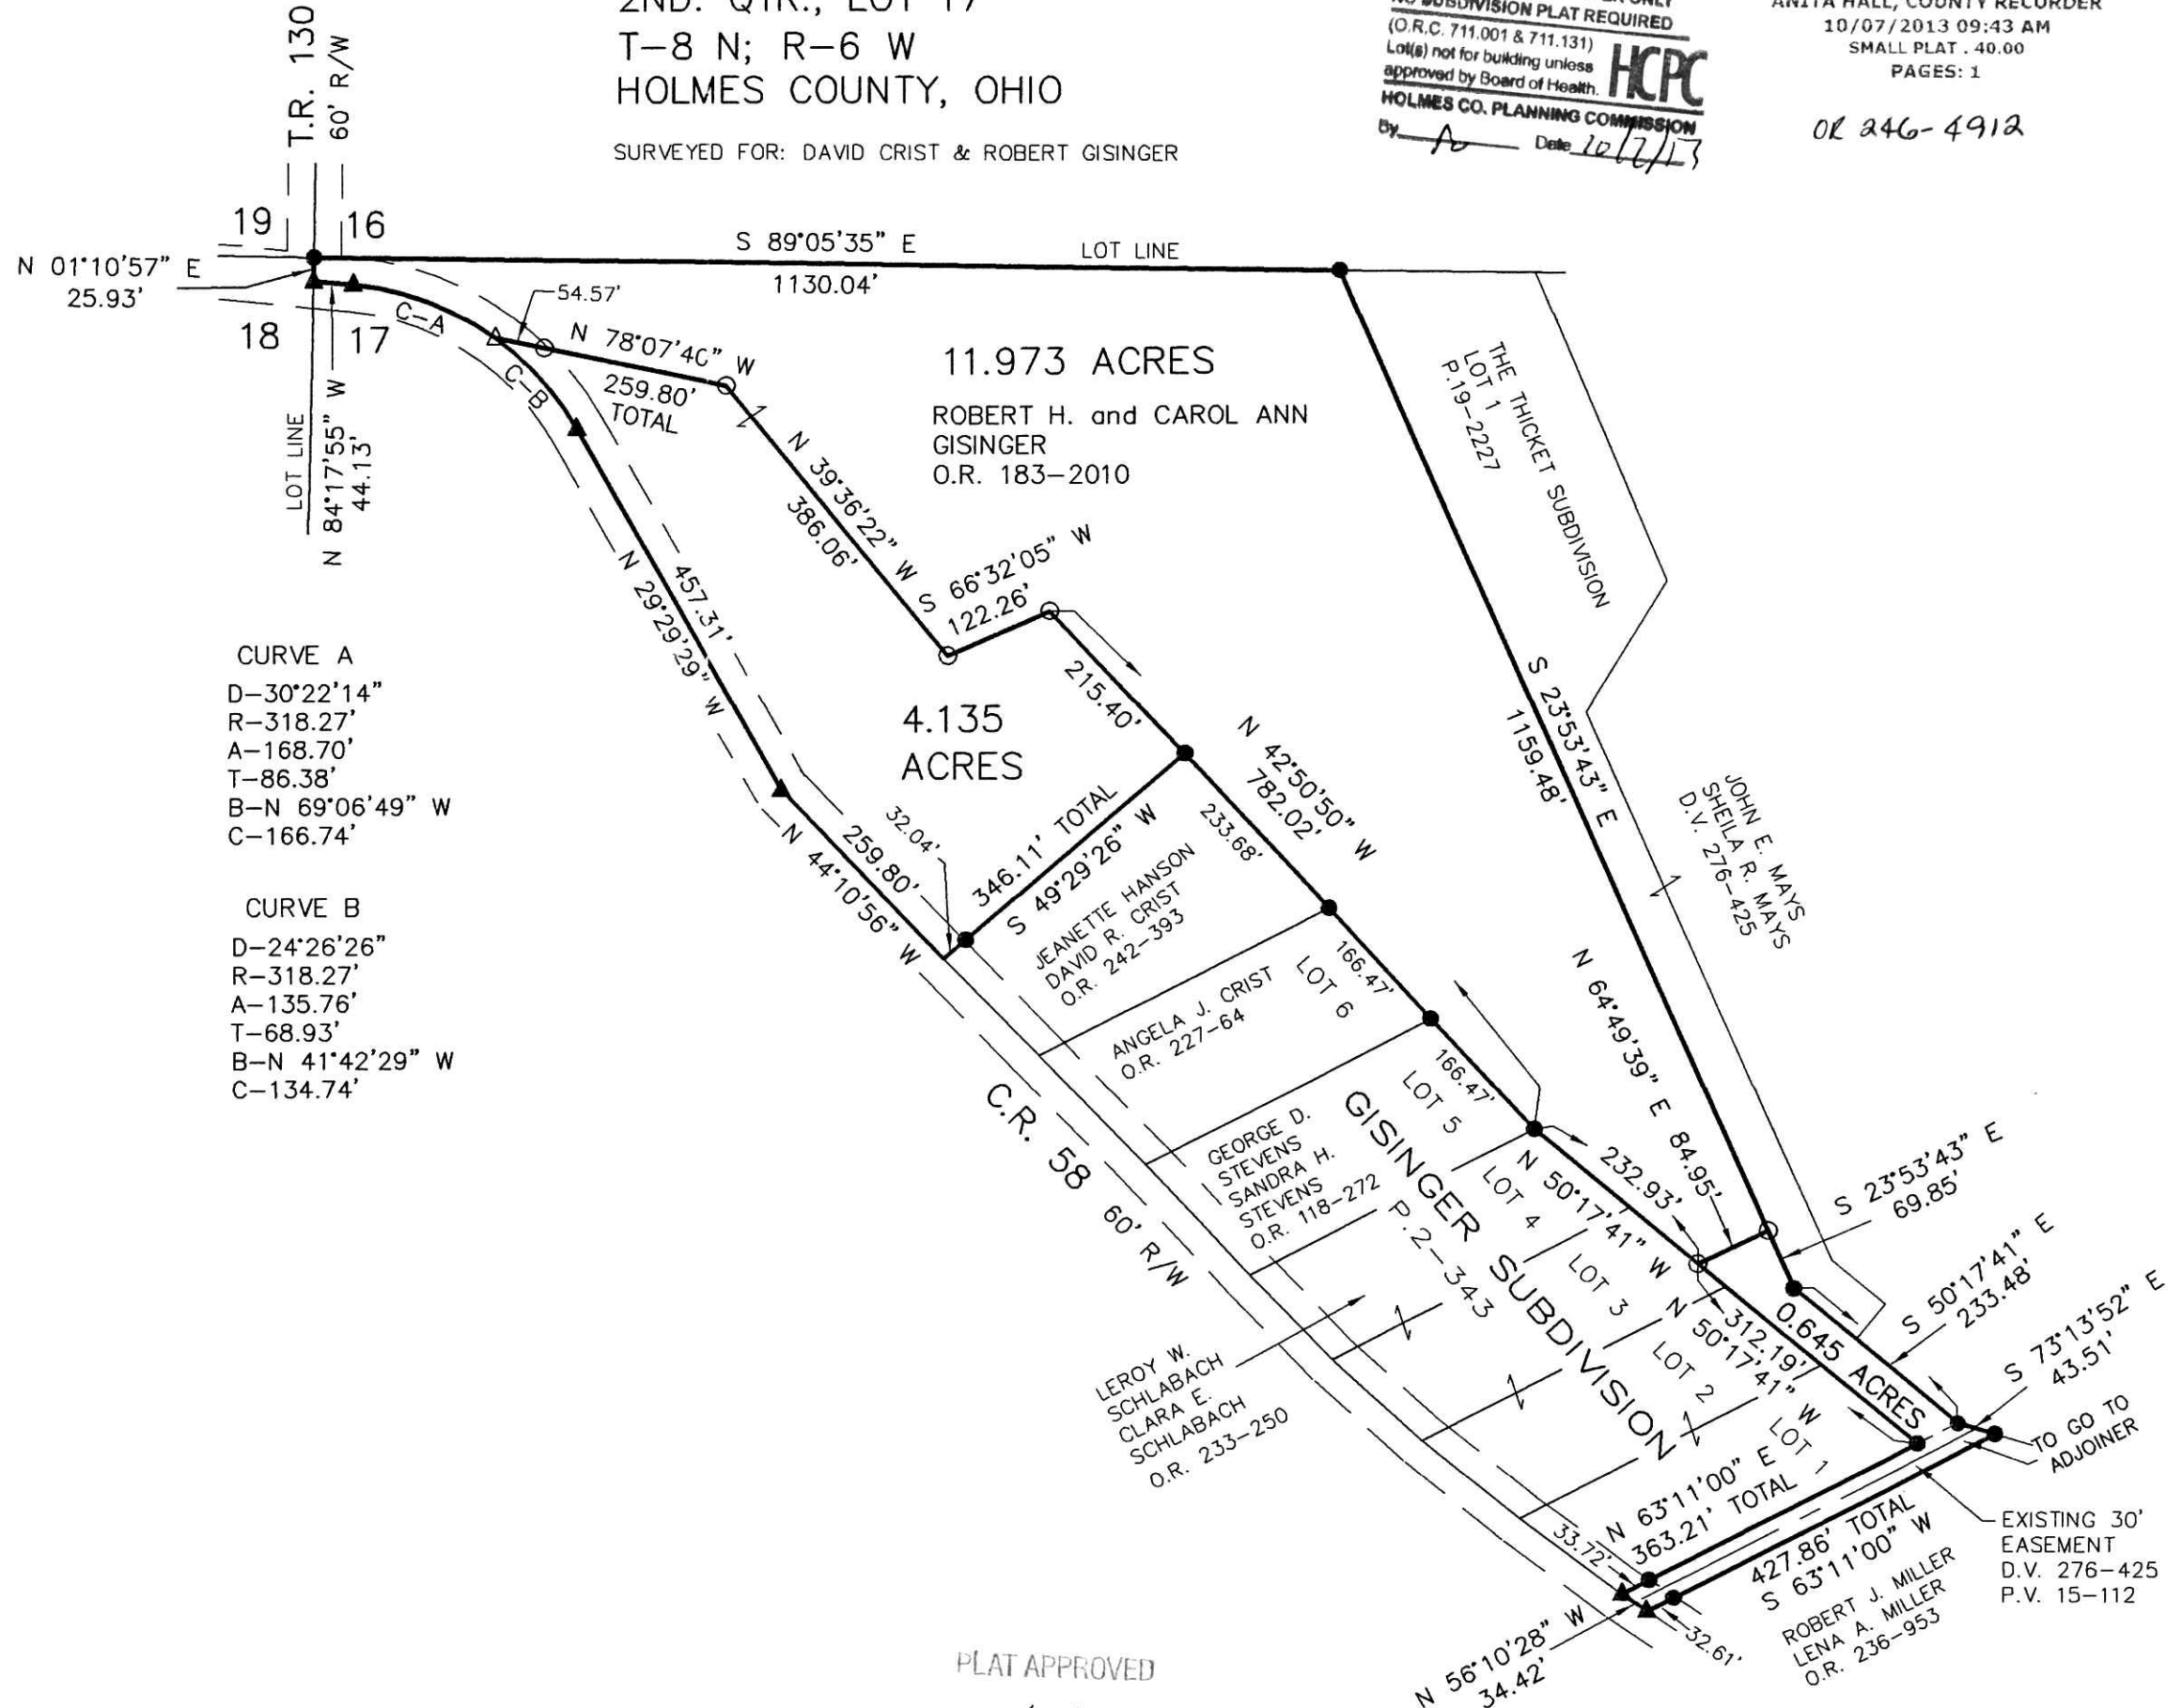 2ND. QTR., LOT 17
T-8 N; R-6 W
HOLMES COUNTY, OHIO
SURVEYED FOR: DAVID CRIST & ROBERT GISINGER
NO SUBDIVISION PLAT REQUIRED
(O.R.C. 711.001 & 711.131)
Lot(s) not for building unless
approved by Board of Health.
HCPC
HOLMES CO. PLANNING COMMISSION
By Date 10/7/13
ANITA HALL, COUNTY RECORDER
10/07/2013 09:43 AM
SMALL PLAT . 40.00
PAGES: 1
OR 246-4912
T.R. 130
60' R/W
19
16
18
17
N 01°10'57" E
25.93'
S 89°05'35" E
1130.04'
LOT LINE
LOT LINE
N 84°17'55" W
44.13'
C-A
C-B
54.57'
N 78°07'40" W
259.80'
TOTAL
11.973 ACRES
ROBERT H. and CAROL ANN
GISINGER
O.R. 183-2010
THE THICKET SUBDIVISION
LOT 1
P.19-2227
N 39°36'22" W
386.06'
S 66°32'05" W
122.26'
457.31'
N 29°29'29" W
CURVE A
D-30°22'14"
R-318.27'
A-168.70'
T-86.38'
B-N 69°06'49" W
C-166.74'
CURVE B
D-24°26'26"
R-318.27'
A-135.76'
T-68.93'
B-N 41°42'29" W
C-134.74'
4.135
ACRES
215.40'
N 42°50'50" W
782.02'
S 23°53'43" E
1159.48'
JOHN E. MAYS
SHEILA R. MAYS
D.V. 276-425
259.80'
N 44°10'56" W
32.04'
346.11' TOTAL
S 49°29'26" W
233.68'
JEANETTE HANSON
DAVID R. CRIST
O.R. 242-393
166.47'
ANGELA J. CRIST
O.R. 227-64
LOT 6
166.47'
LOT 5
GEORGE D.
STEVENS
SANDRA H.
STEVENS
O.R. 118-272
GISINGER SUBDIVISION
P.2-343
C.R. 58 60' R/W
LOT 4
LOT 3
LOT 2
LOT 1
N 50°17'41" W
232.93'
N 64°49'39" E 84.95'
S 23°53'43" E
69.85'
S 50°17'41" E
233.48'
S 73°13'52" E
43.51'
312.19'
N 50°17'41" W
0.645 ACRES
TO GO TO
ADJOINER
LEROY W.
SCHLABACH
CLARA E.
SCHLABACH
O.R. 233-250
N 63°11'00" E
363.21' TOTAL
33.72'
427.86' TOTAL
S 63°11'00" W
EXISTING 30'
EASEMENT
D.V. 276-425
P.V. 15-112
ROBERT J. MILLER
LENA A. MILLER
O.R. 236-953
32.61'
N 56°10'28" W
34.42'
PLAT APPROVED